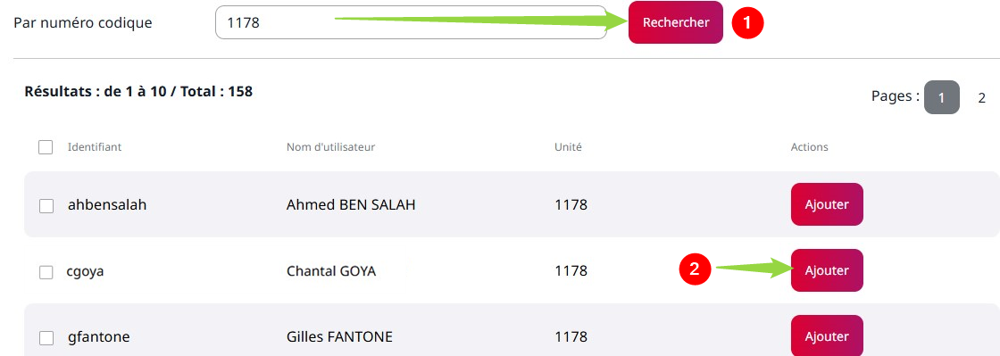 Par numéro codique 1178 Rechercher 1
Résultats : de 1 à 10 / Total : 158
Pages : 1 2
Identifiant Nom d'utilisateur Unité Actions
ahbensalah Ahmed BEN SALAH 1178 Ajouter
cgoya Chantal GOYA 1178 2 Ajouter
gfantone Gilles FANTONE 1178 Ajouter